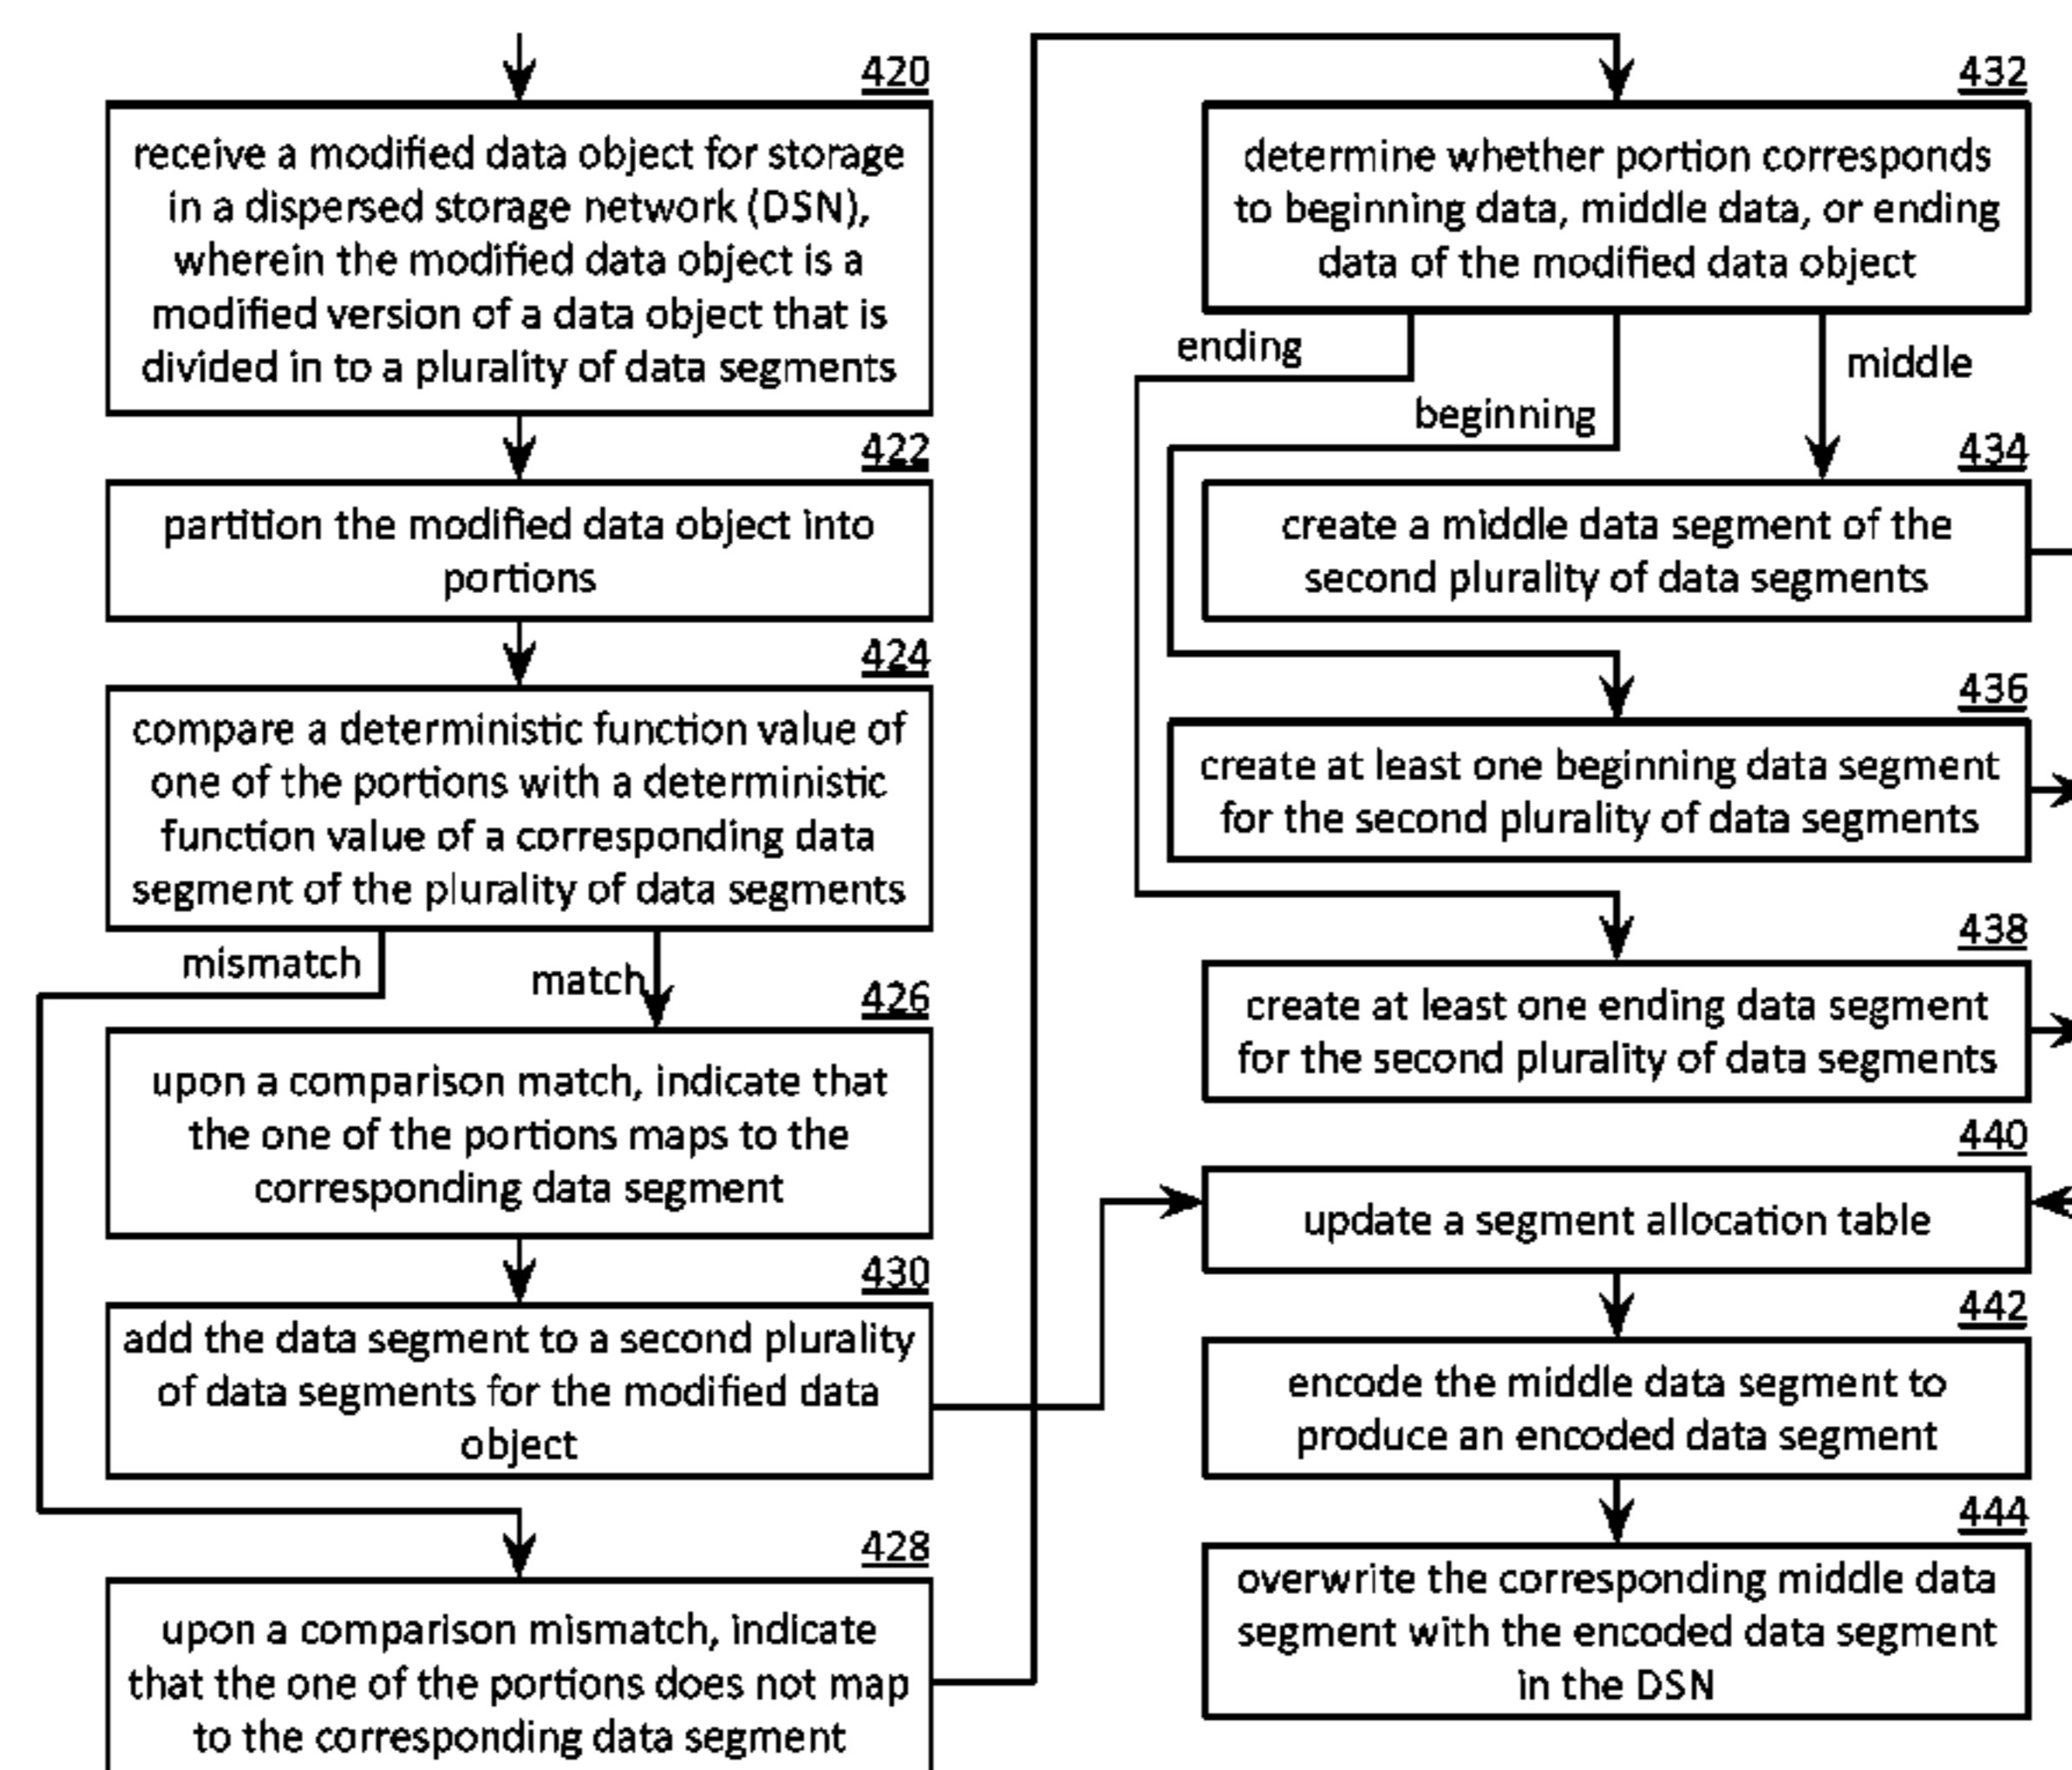 420
receive a modified data object for storage
in a dispersed storage network (DSN),
wherein the modified data object is a
modified version of a data object that is
divided in to a plurality of data segments
422
partition the modified data object into
portions
424
compare a deterministic function value of
one of the portions with a deterministic
function value of a corresponding data
segment of the plurality of data segments
mismatch
match
426
upon a comparison match, indicate that
the one of the portions maps to the
corresponding data segment
430
add the data segment to a second plurality
of data segments for the modified data
object
428
upon a comparison mismatch, indicate
that the one of the portions does not map
to the corresponding data segment
432
determine whether portion corresponds
to beginning data, middle data, or ending
data of the modified data object
ending
middle
beginning
434
create a middle data segment of the
second plurality of data segments
436
create at least one beginning data segment
for the second plurality of data segments
438
create at least one ending data segment
for the second plurality of data segments
440
update a segment allocation table
442
encode the middle data segment to
produce an encoded data segment
444
overwrite the corresponding middle data
segment with the encoded data segment
in the DSN